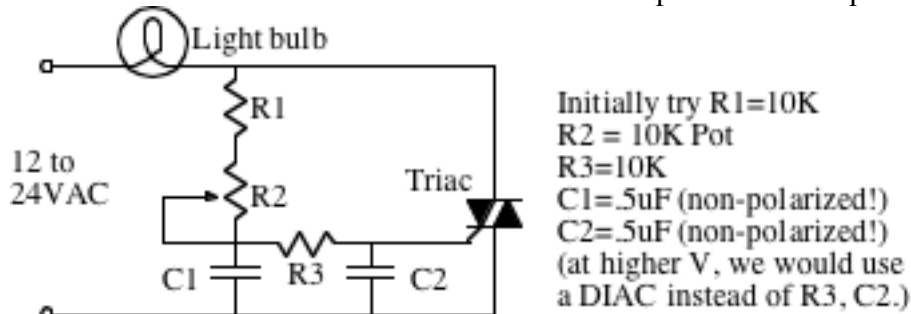 Light bulb
R1
12 to
24VAC
R2
Triac
C1
R3
C2
Initially try R1=10K
R2 = 10K Pot
R3=10K
C1=.5uF (non-polarized!)
C2=.5uF (non-polarized!)
(at higher V, we would use
a DIAC instead of R3, C2.)